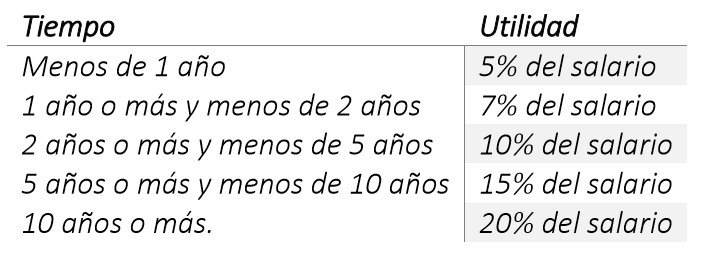 Tiempo Utilidad
Menos de 1 año 5% del salario
1 año o más y menos de 2 años 7% del salario
2 años o más y menos de 5 años 10% del salario
5 años o más y menos de 10 años 15% del salario
10 años o más. 20% del salario